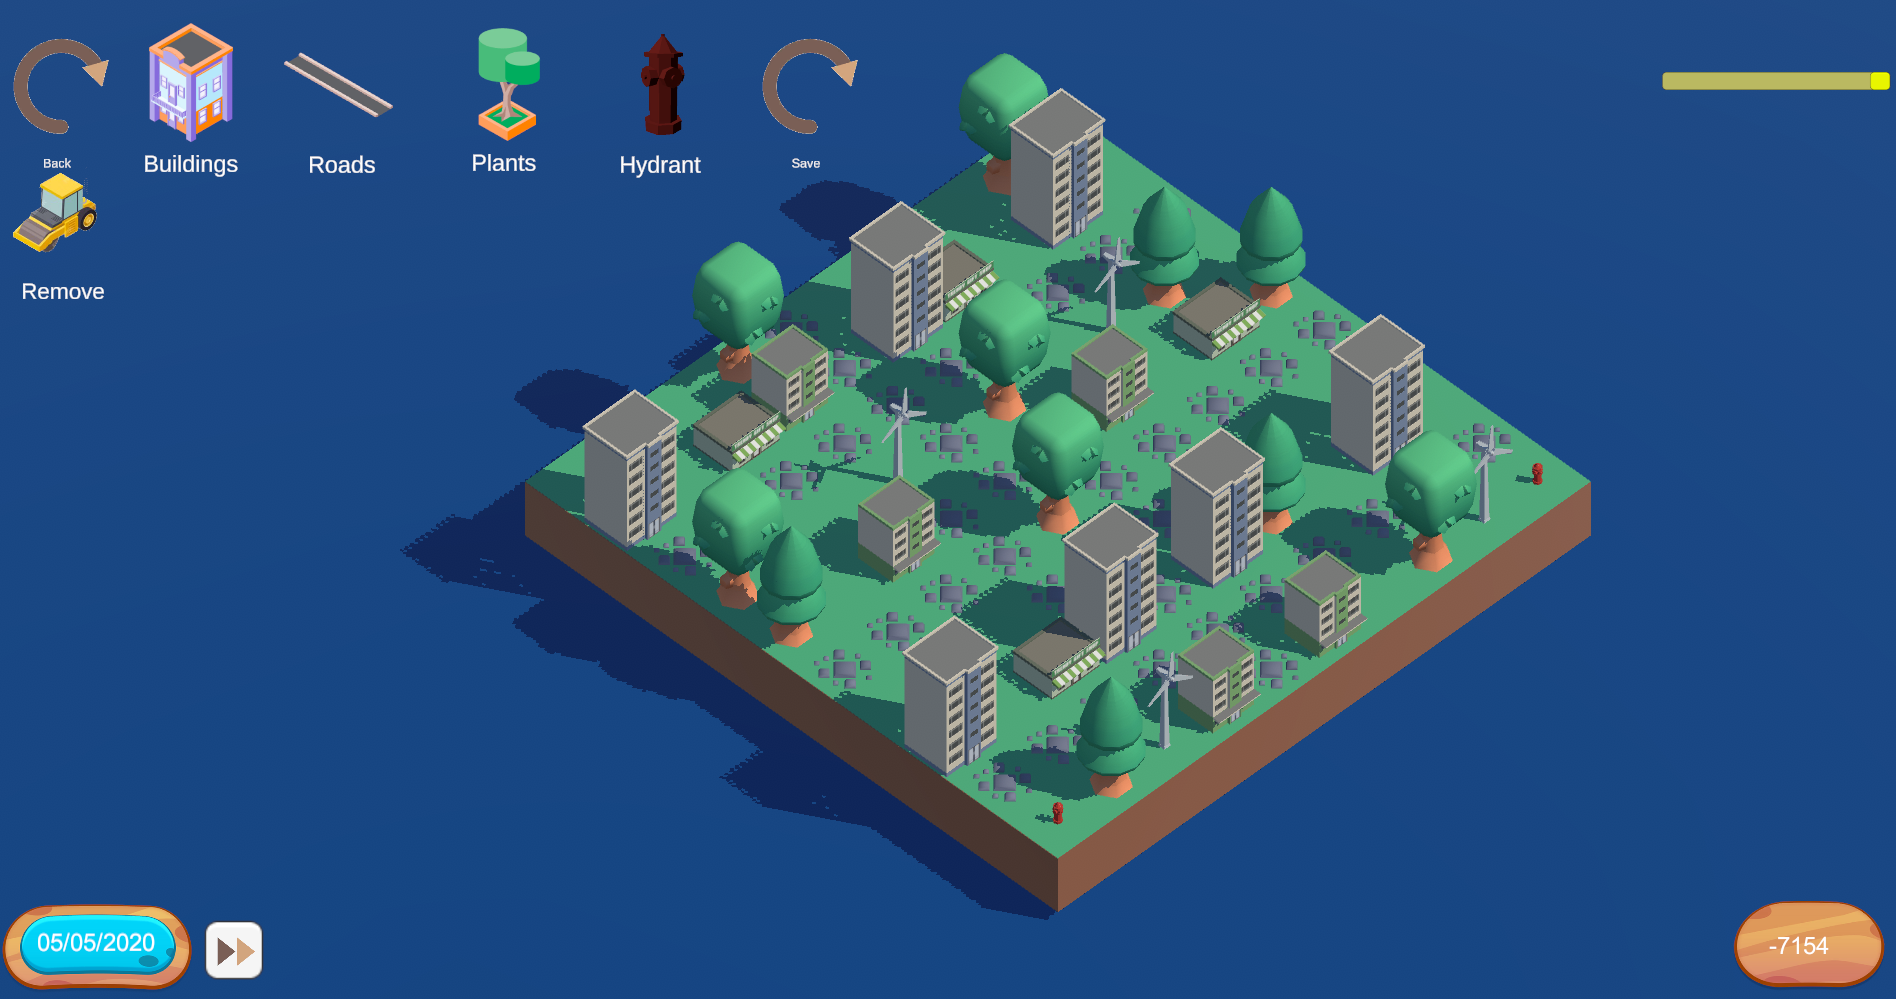 Back
Buildings
Roads
Plants
Hydrant
Save
Remove
05/05/2020
-7154